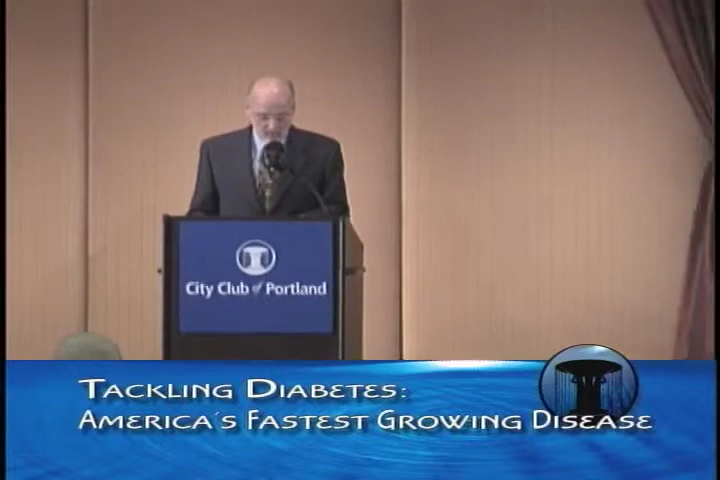 City Club of Portland
TACKLING DIABETES:
AMERICA'S FASTEST GROWING DISEASE